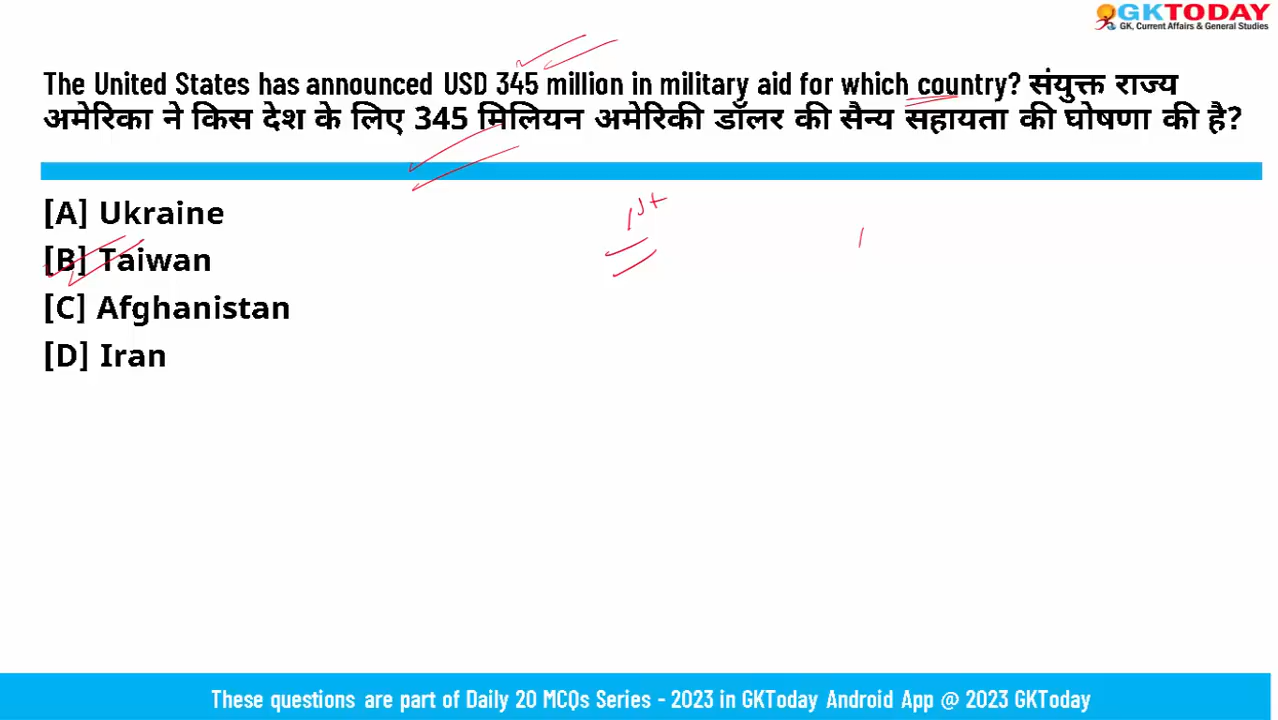 GKTODAY
GK, Current Affairs & General Studies
The United States has announced USD 345 million in military aid for which country? संयुक्त राज्य
अमेरिका ने किस देश के लिए 345 मिलियन अमेरिकी डॉलर की सैन्य सहायता की घोषणा की है?
[A] Ukraine
1st
[B] Taiwan
[C] Afghanistan
[D] Iran
These questions are part of Daily 20 MCQs Series - 2023 in GKToday Android App @ 2023 GKToday